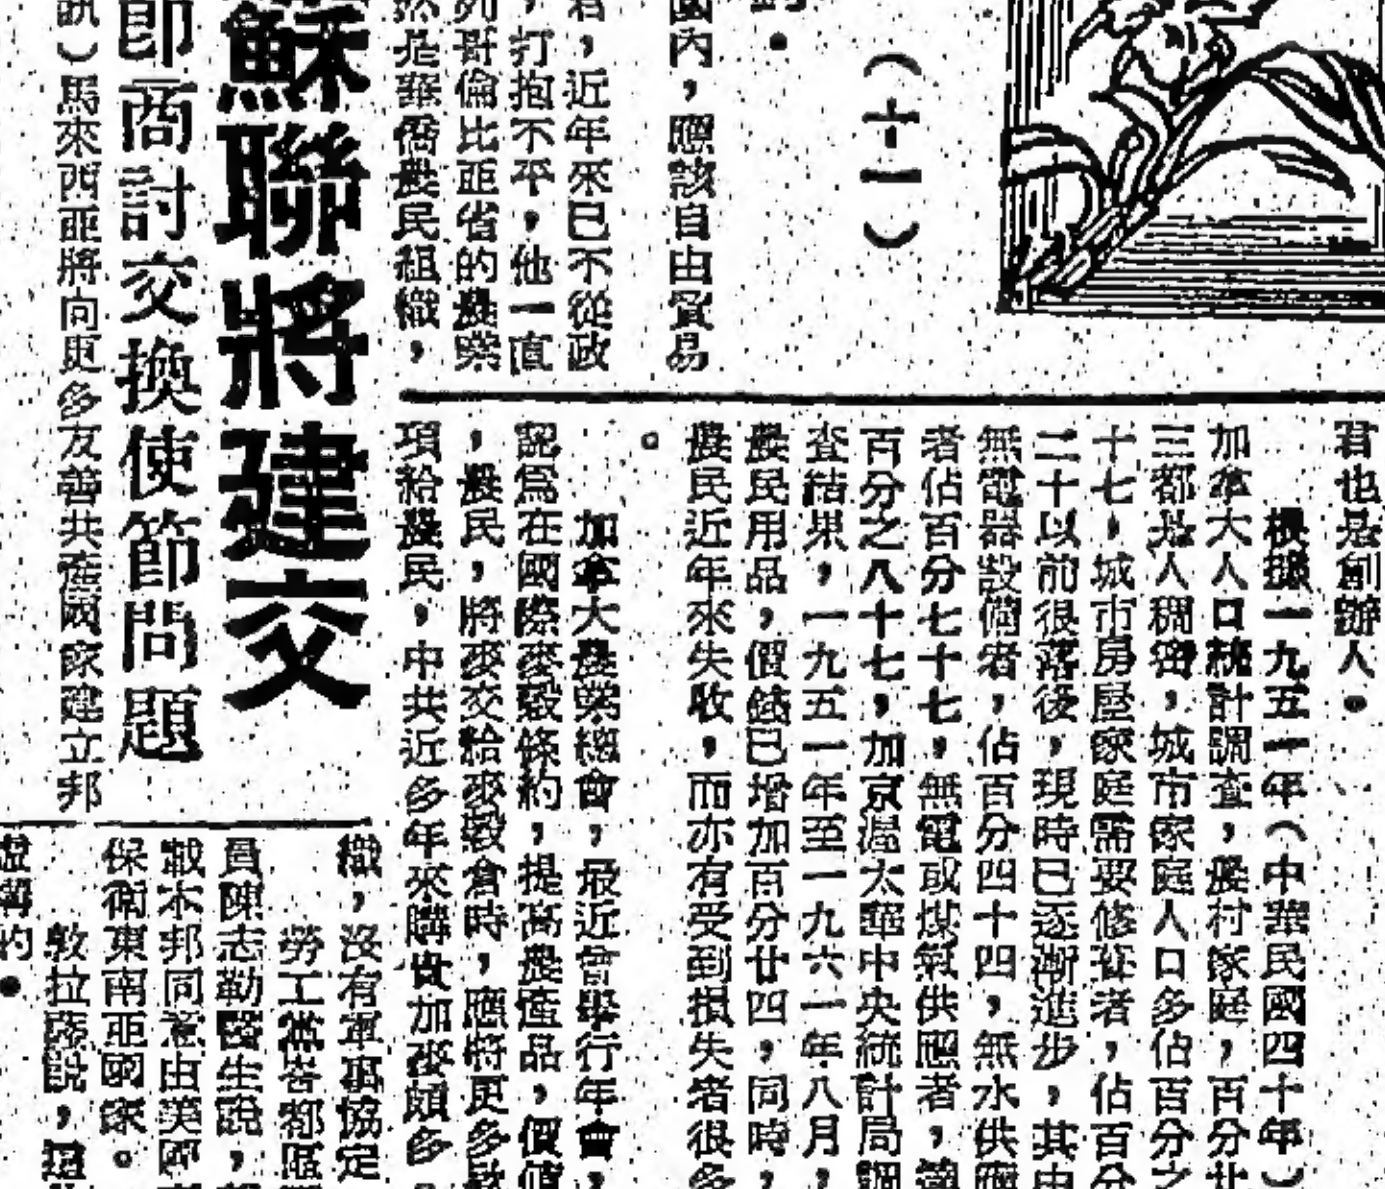 （十一）
國內，應該自由貿易
君，近年來已不從政
，打抱不平，他一直
列哥倫比亞省的農業
然是華僑農民組織，
君也是創辦人。
根據一九五一年（中華民國四十年）
加拿大人口統計調查，農村家庭，百分廿
三都是人稠密，城市家庭人口多佔百分之
十七，城市房屋家庭需要修葺者，佔百分
二十以前很落後，現時已逐漸進步，其中
無電器設備者，佔百分四十四，無水供應
者佔百分七十七，無電或煤氣供應者，達
百分之八十七，加京渥太華中央統計局調
查結果，一九五一年至一九六一年八月，
農民用品，價錢已增加百分廿四，同時，
農民近年來失收，而亦有受到損失者很多
。
加拿大農業總會，最近曾舉行年會，
認爲在國際麥穀條約，提高農產品，價值
，農民，將麥交給麥穀倉時，應將更多款
項給農民，中共近多年來購貴加麥頗多。
蘇聯將建交
即商討交換使節問題
訊）馬來西亞將向更多友善共產國家建立邦
織，沒有軍事協定
勞工黨峇都區
員陳志勤醫生說，
載本邦同意由美國
保衛東南亞國家。
敦拉薩說，這
虛構的。